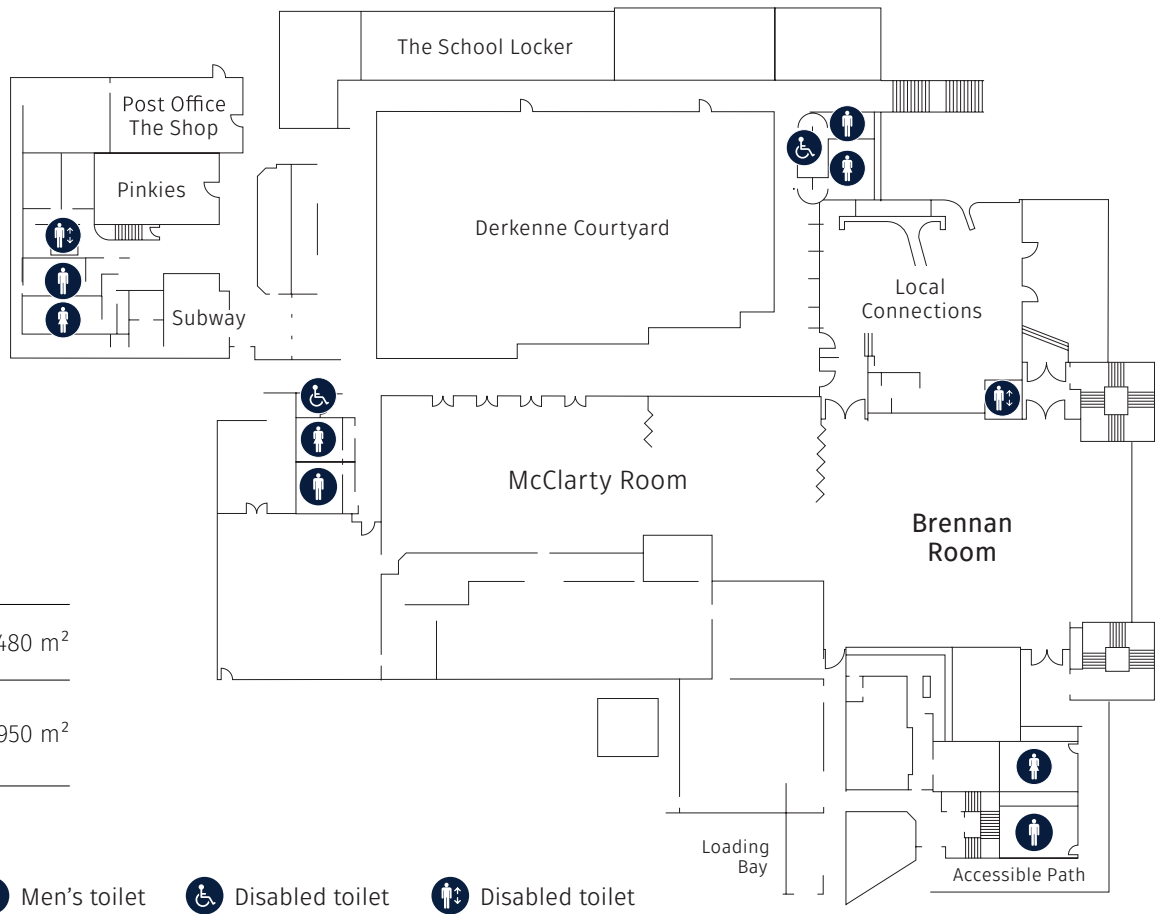 The School Locker
Post Office
The Shop
Pinkies
Derkenne Courtyard
Local
Connections
Subway
McClarty Room
Brennan
Room
480 m²
950 m²
Loading
Bay
Accessible Path
Men's toilet
Disabled toilet
Disabled toilet